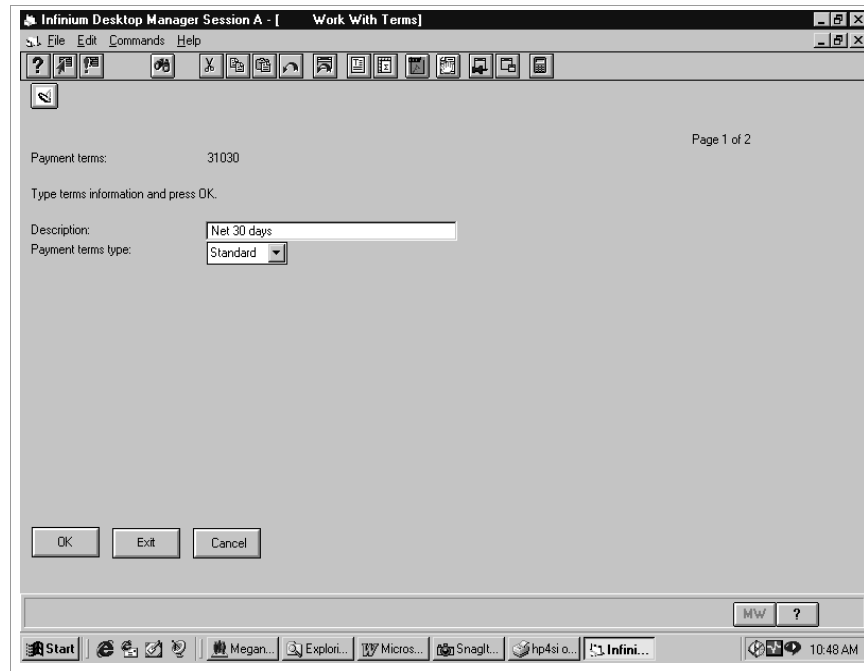 Infinium Desktop Manager Session A - [ Work With Terms]
File Edit Commands Help
Page 1 of 2
Payment terms: 31030
Type terms information and press OK.
Description: Net 30 days
Payment terms type: Standard
OK Exit Cancel
MW ?
Start Megan... Explori... Micros... SnagIt... hp4si o... Infini... 10:48 AM